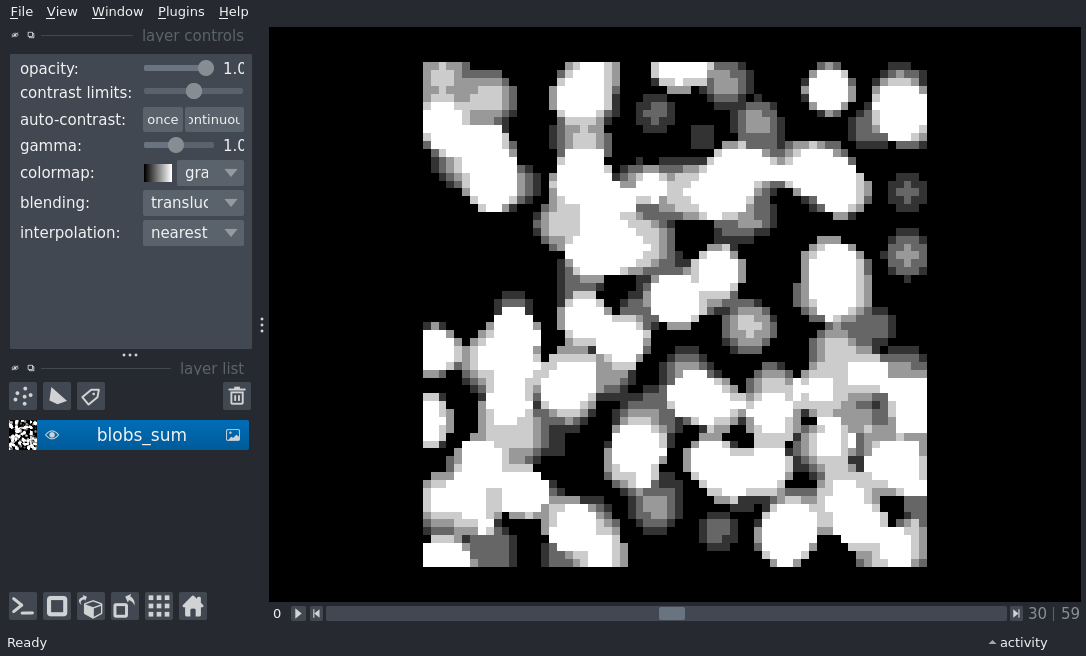 File View Window Plugins Help
layer controls
opacity: 1.0
contrast limits:
auto-contrast: once ontinuou
gamma: 1.0
colormap: gra
blending: transluc
interpolation: nearest
layer list
blobs_sum
0 30 | 59
Ready activity